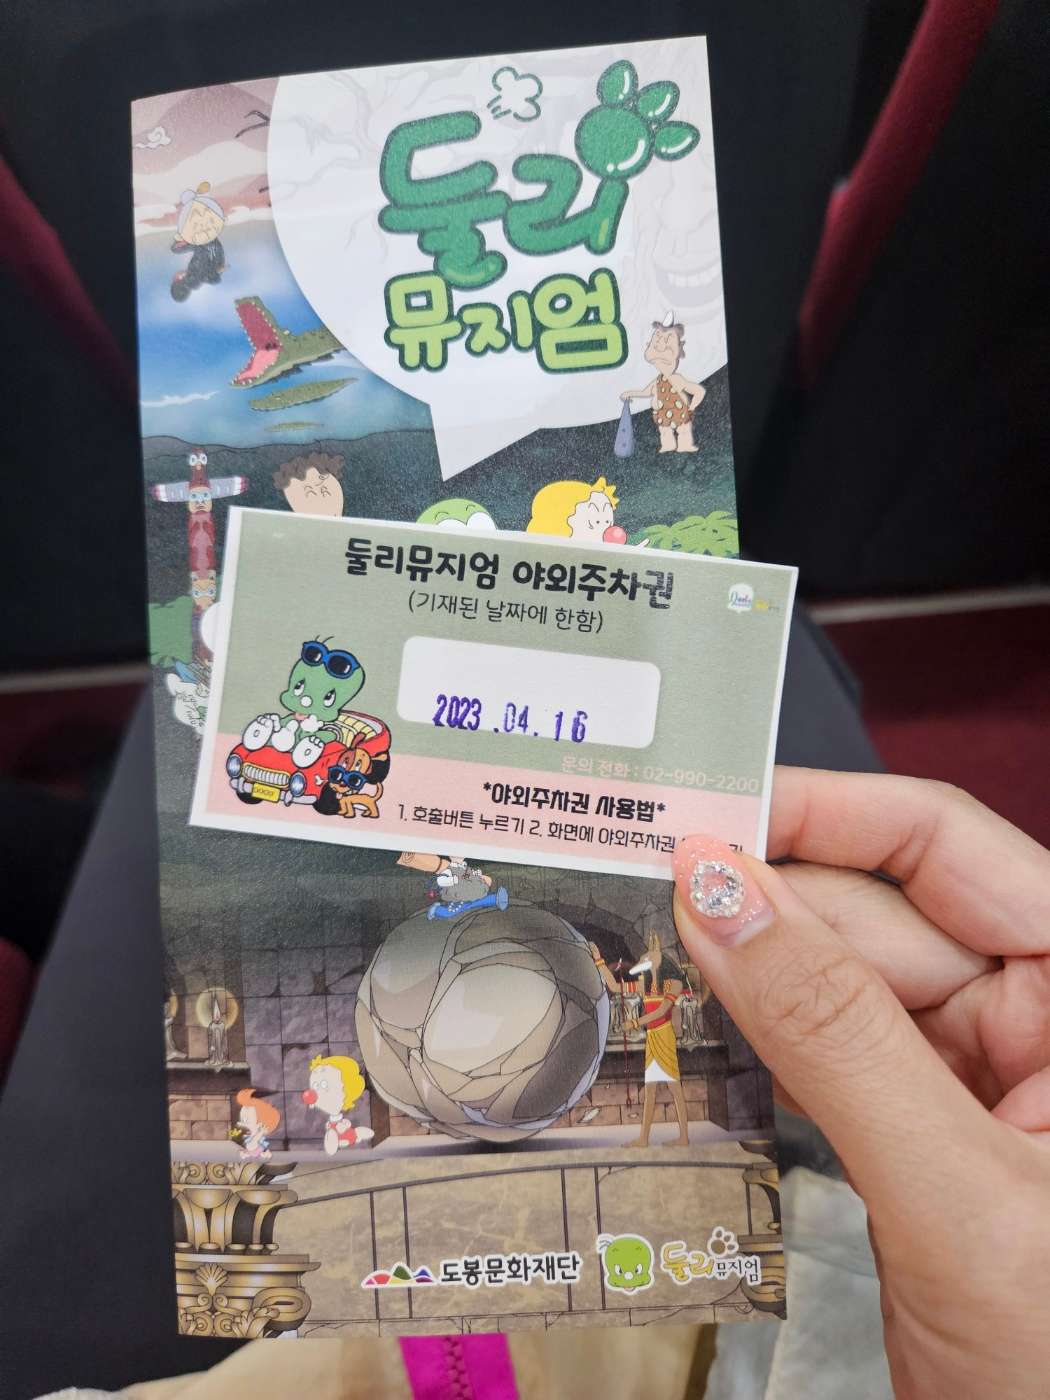 둘리
뮤지엄
둘리뮤지엄 야외주차권
(기재된 날짜에 한함)
2023.04.16
문의 전화 : 02-990-2200
*야외주차권 사용법*
1. 호출버튼 누르기 2. 화면에 야외주차권
도봉문화재단
둘리
뮤지엄